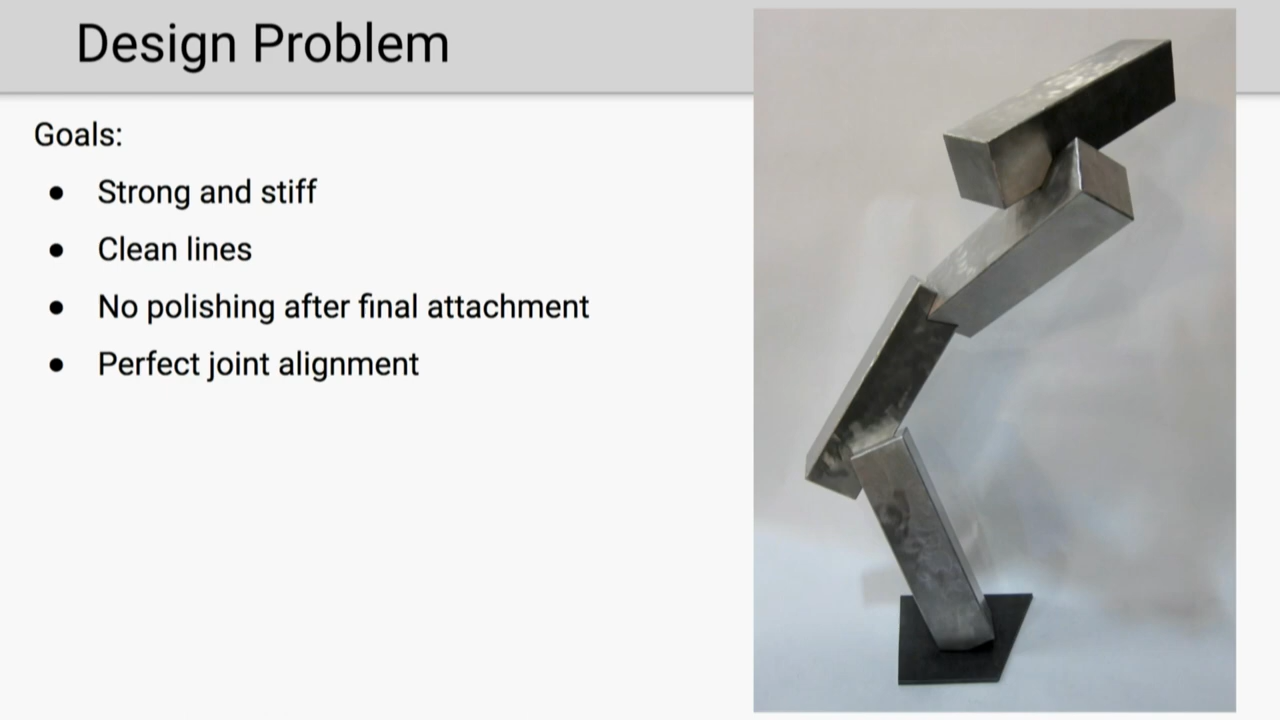 Design Problem
Goals:
● Strong and stiff
● Clean lines
● No polishing after final attachment
● Perfect joint alignment